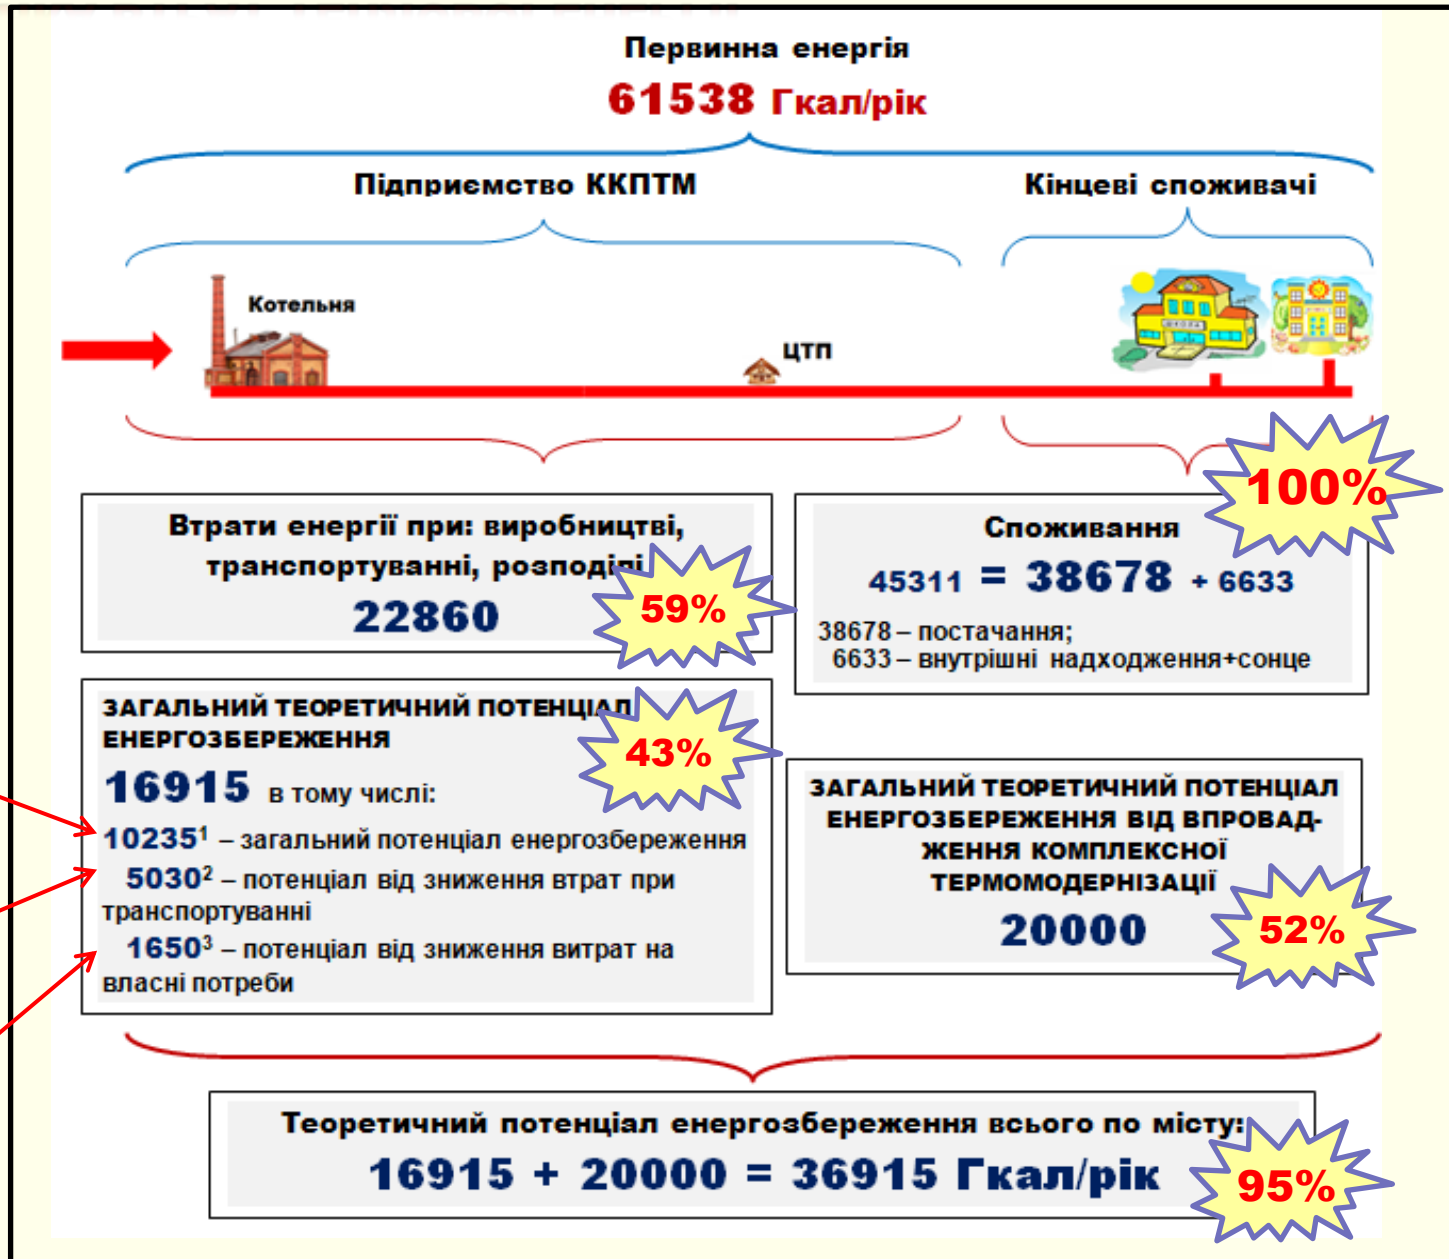 Первинна енергія
61538 Гкал/рік
Підприємство ККПТМ
Кінцеві споживачі
Котельня
ЦТП
ШКОЛА
100%
Втрати енергії при: виробництві,
транспортуванні, розподілі
22860
59%
Споживання
45311 = 38678 + 6633
38678 – постачання;
6633 – внутрішні надходження+сонце
ЗАГАЛЬНИЙ ТЕОРЕТИЧНИЙ ПОТЕНЦІАЛ
ЕНЕРГОЗБЕРЕЖЕННЯ
43%
16915 в тому числі:
10235¹ – загальний потенціал енергозбереження
5030² – потенціал від зниження втрат при
транспортуванні
1650³ – потенціал від зниження витрат на
власні потреби
ЗАГАЛЬНИЙ ТЕОРЕТИЧНИЙ ПОТЕНЦІАЛ
ЕНЕРГОЗБЕРЕЖЕННЯ ВІД ВПРОВАД-
ЖЕННЯ КОМПЛЕКСНОЇ
ТЕРМОМОДЕРНІЗАЦІЇ
20000
52%
Теоретичний потенціал енергозбереження всього по місту:
16915 + 20000 = 36915 Гкал/рік
95%